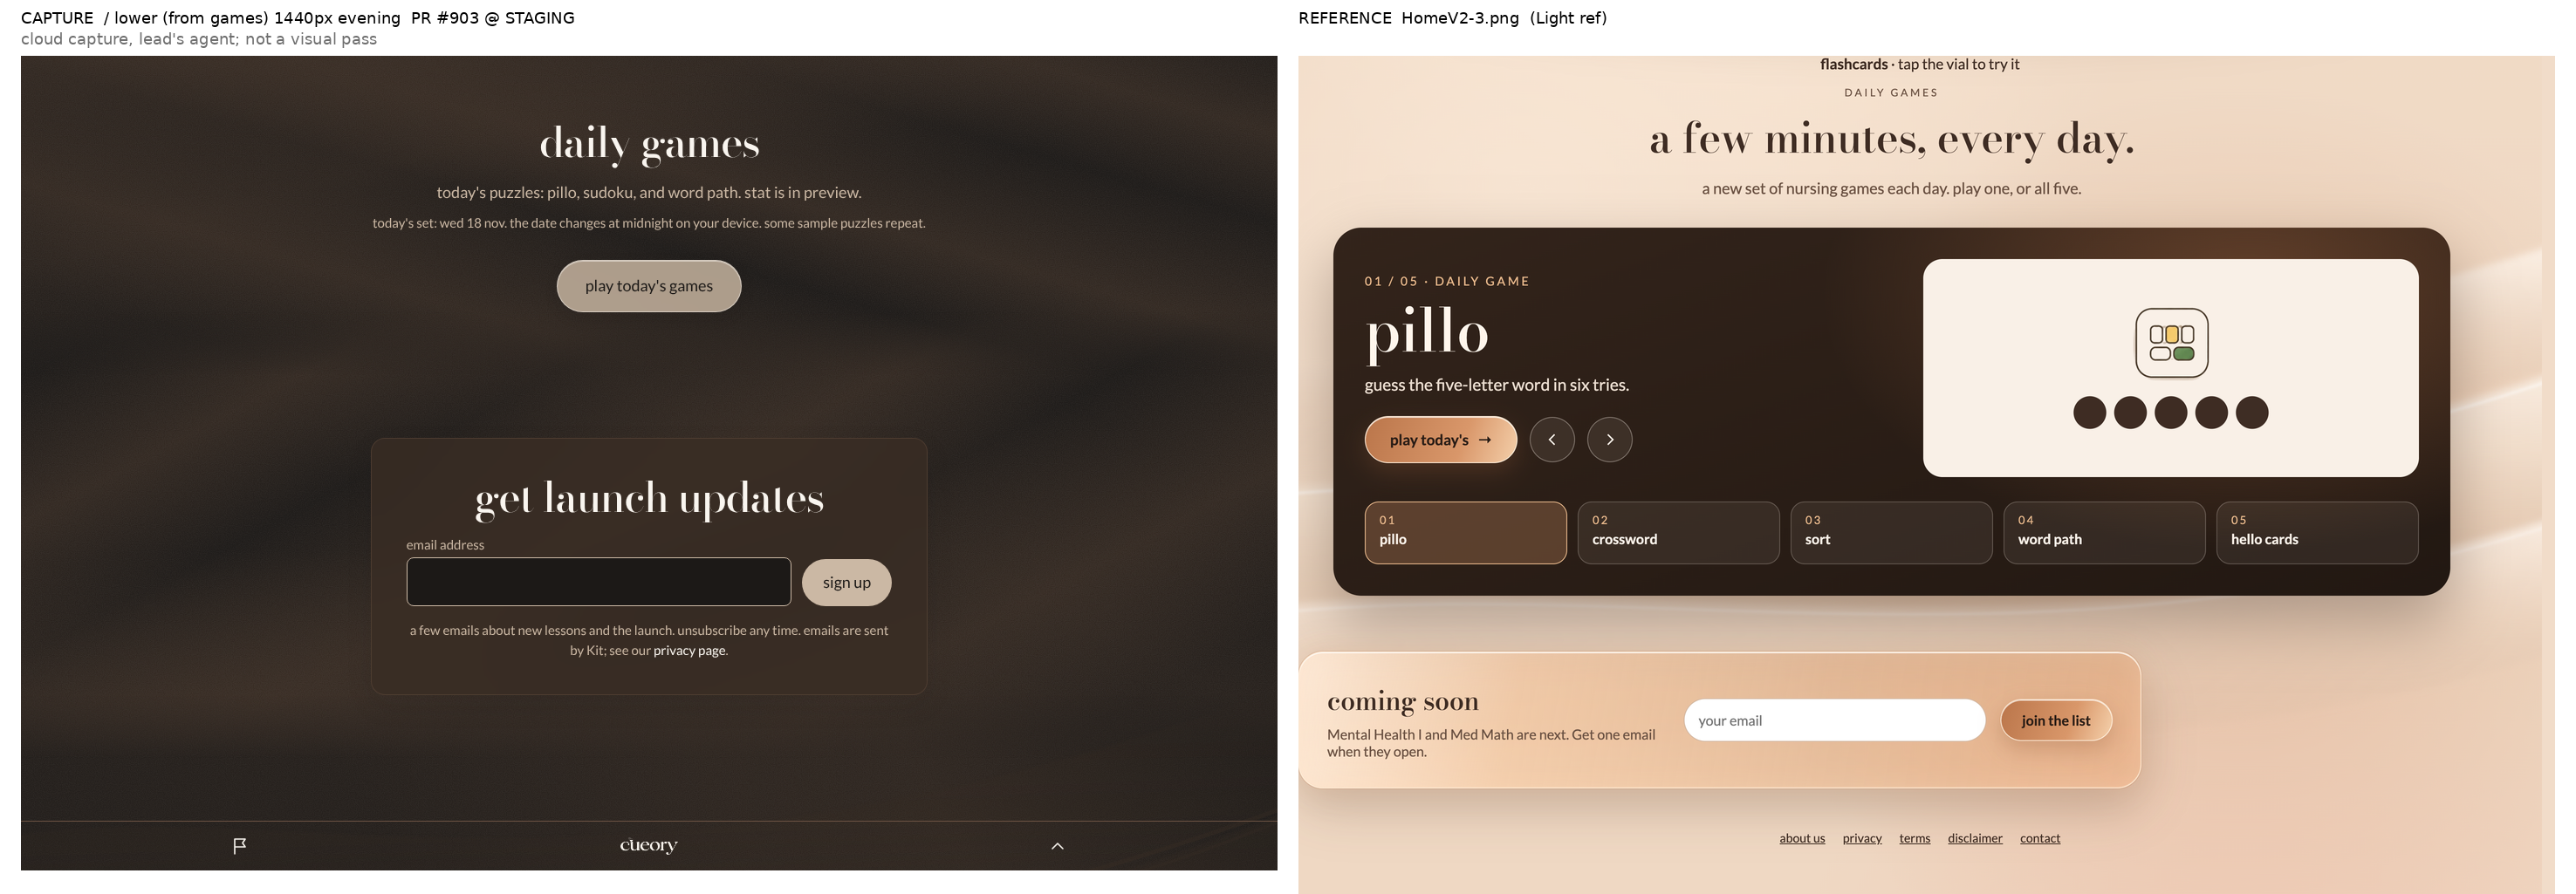 CAPTURE / lower (from games) 1440px evening PR #903 @ STAGING
cloud capture, lead's agent; not a visual pass
daily games
today's puzzles: pillo, sudoku, and word path. stat is in preview.
today's set: wed 18 nov. the date changes at midnight on your device. some sample puzzles repeat.
play today's games
get launch updates
email address
sign up
a few emails about new lessons and the launch. unsubscribe any time. emails are sent
by Kit; see our privacy page.
cueory
REFERENCE HomeV2-3.png (Light ref)
flashcards · tap the vial to try it
DAILY GAMES
a few minutes, every day.
a new set of nursing games each day. play one, or all five.
01 / 05 · DAILY GAME
pillo
guess the five-letter word in six tries.
play today's →
01
pillo
02
crossword
03
sort
04
word path
05
hello cards
coming soon
Mental Health I and Med Math are next. Get one email
when they open.
your email
join the list
about us privacy terms disclaimer contact